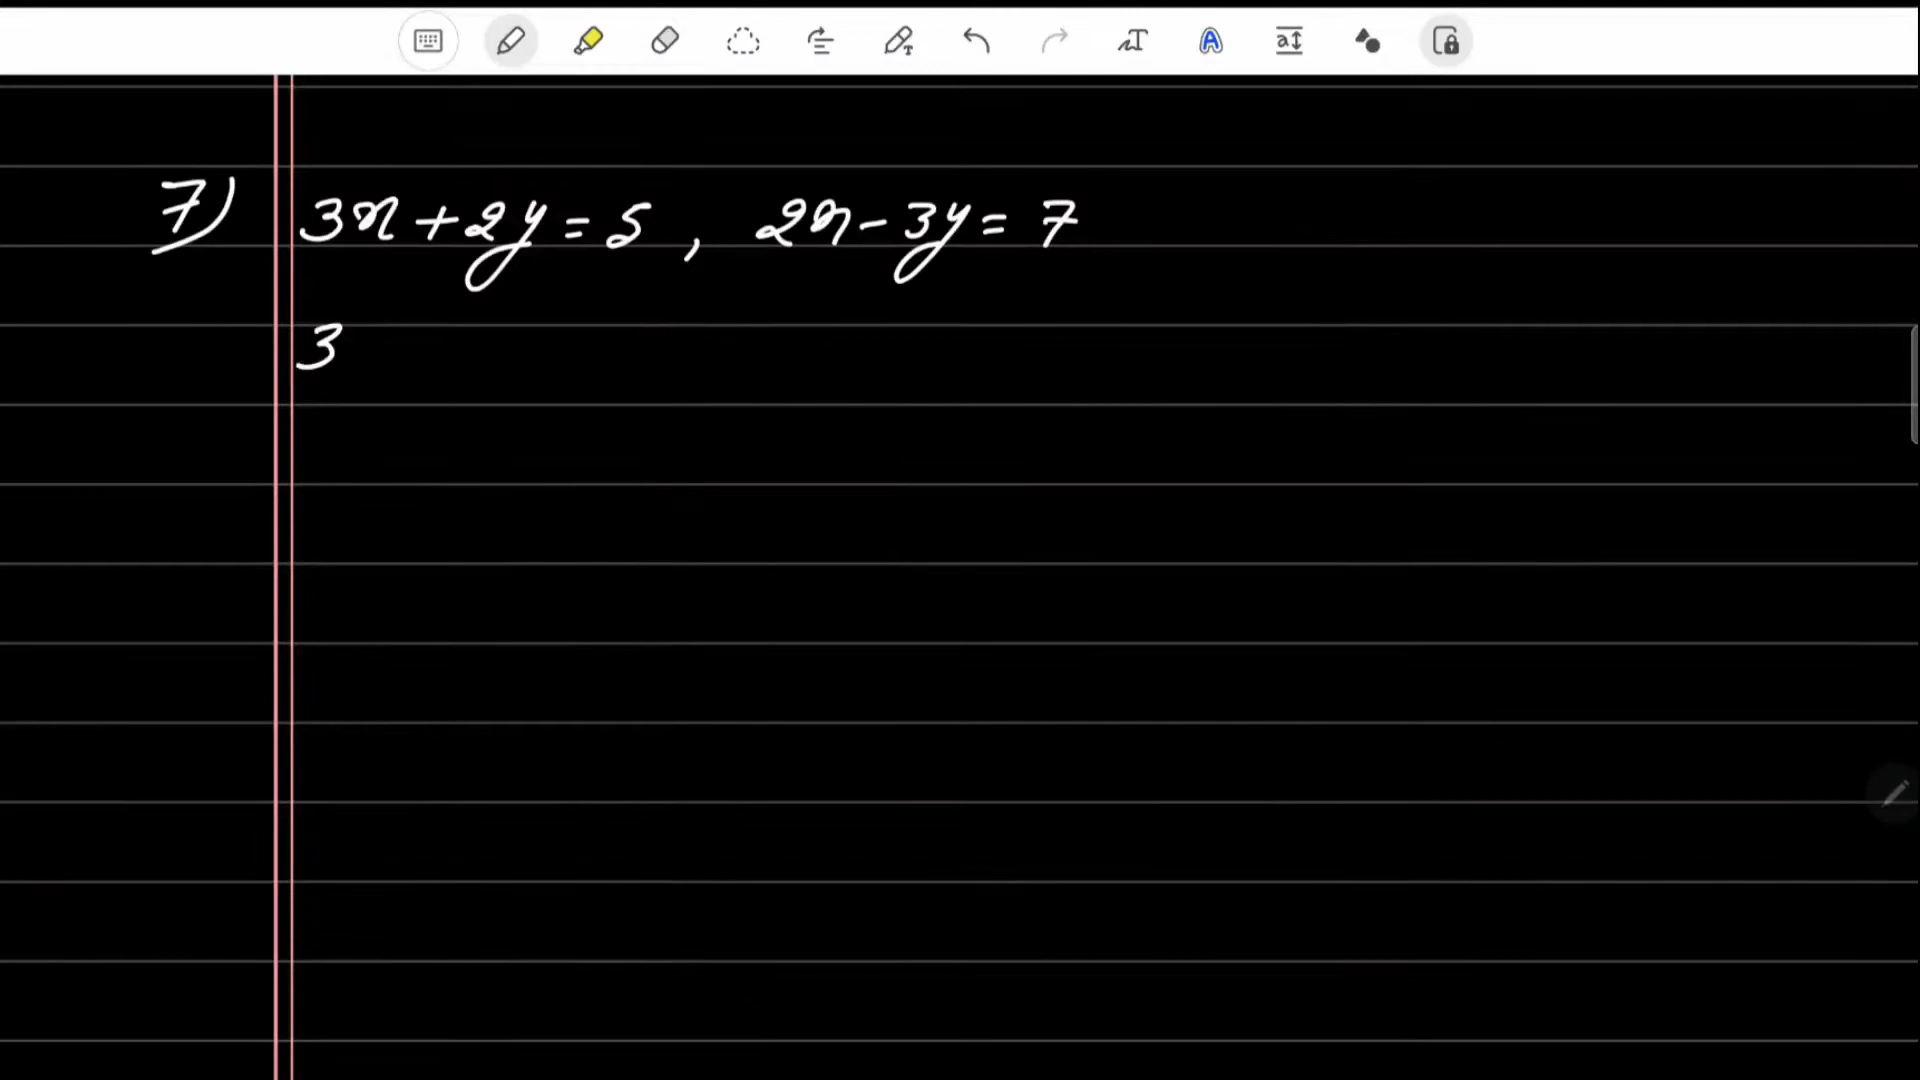 7) 3x + 2y = 5 , 2x - 3y = 7
3